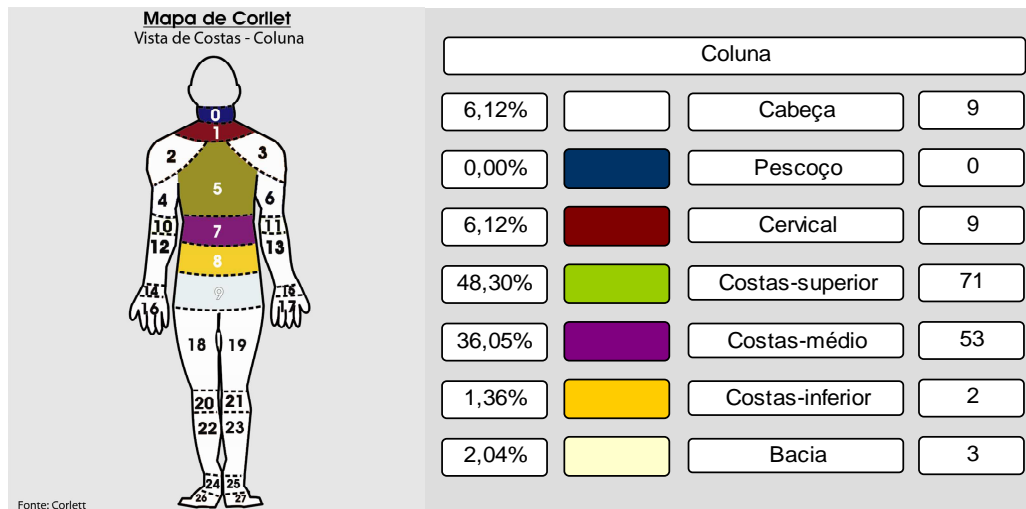 Mapa de Corllet
Vista de Costas - Coluna
0
1
2
3
5
4
6
10
7
11
12
13
8
14
9
15
16
17
18 19
20 21
22 23
24 25
26 27
Fonte: Corlett
Coluna
6,12% Cabeça 9
0,00% Pescoço 0
6,12% Cervical 9
48,30% Costas-superior 71
36,05% Costas-médio 53
1,36% Costas-inferior 2
2,04% Bacia 3